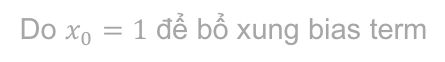 Do x₀ = 1 để bổ xung bias term